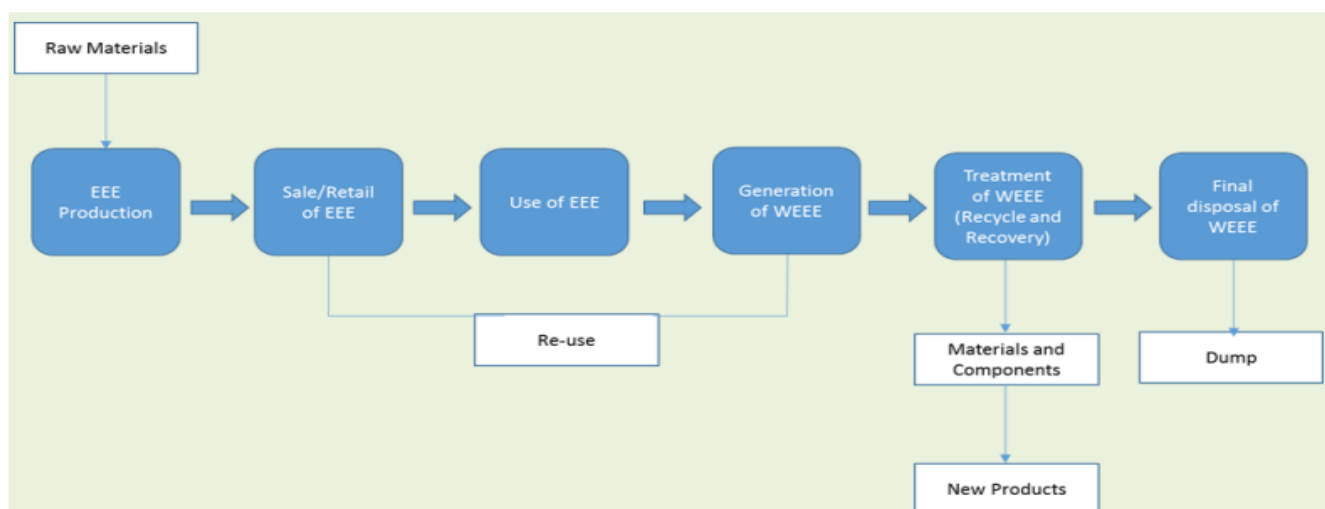 Raw Materials
EEE
Production
Sale/Retail
of EEE
Use of EEE
Generation
of WEEE
Treatment
of WEEE
(Recycle and
Recovery)
Final
disposal of
WEEE
Re-use
Materials and
Components
Dump
New Products